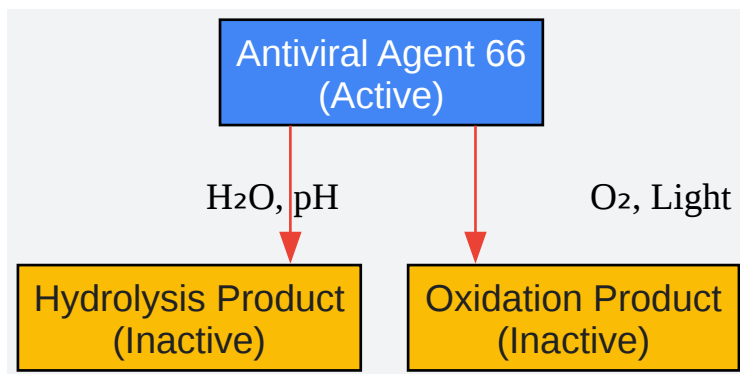 Antiviral Agent 66
(Active)
H₂O, pH
O₂, Light
Hydrolysis Product
(Inactive)
Oxidation Product
(Inactive)